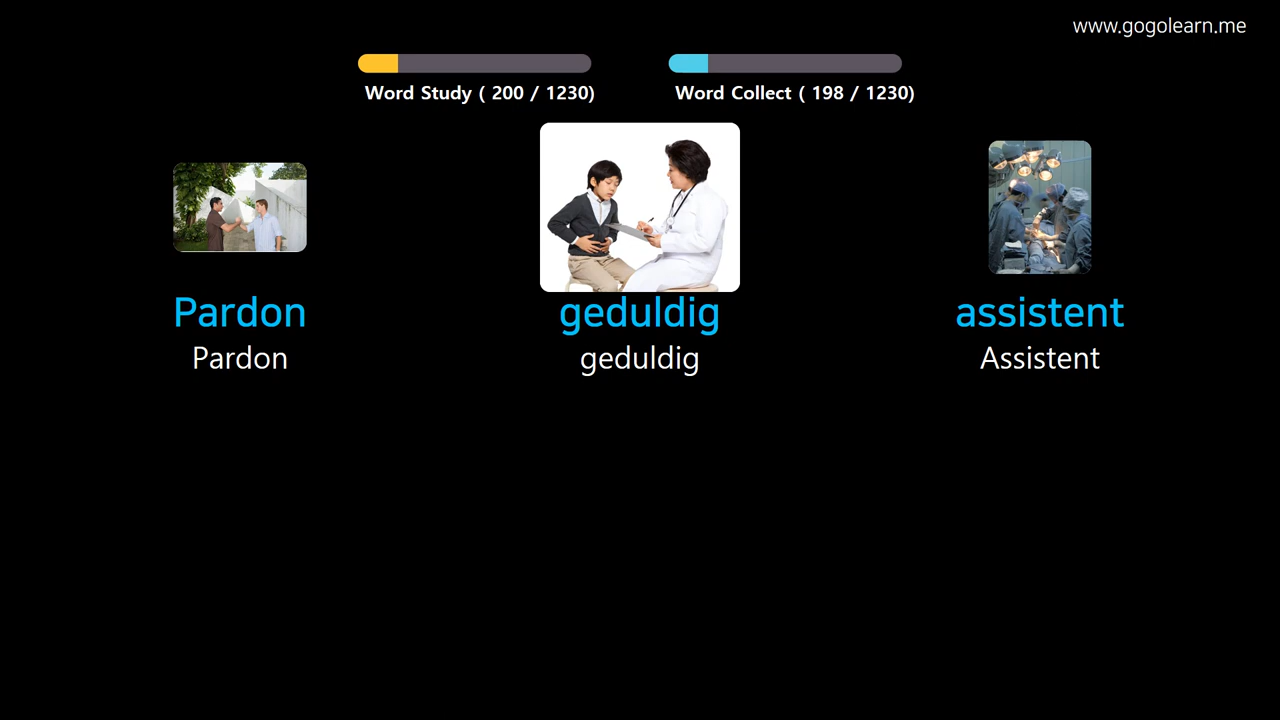 www.gogolearn.me
Word Study ( 200 / 1230)
Word Collect ( 198 / 1230)
Pardon
Pardon
geduldig
geduldig
assistent
Assistent